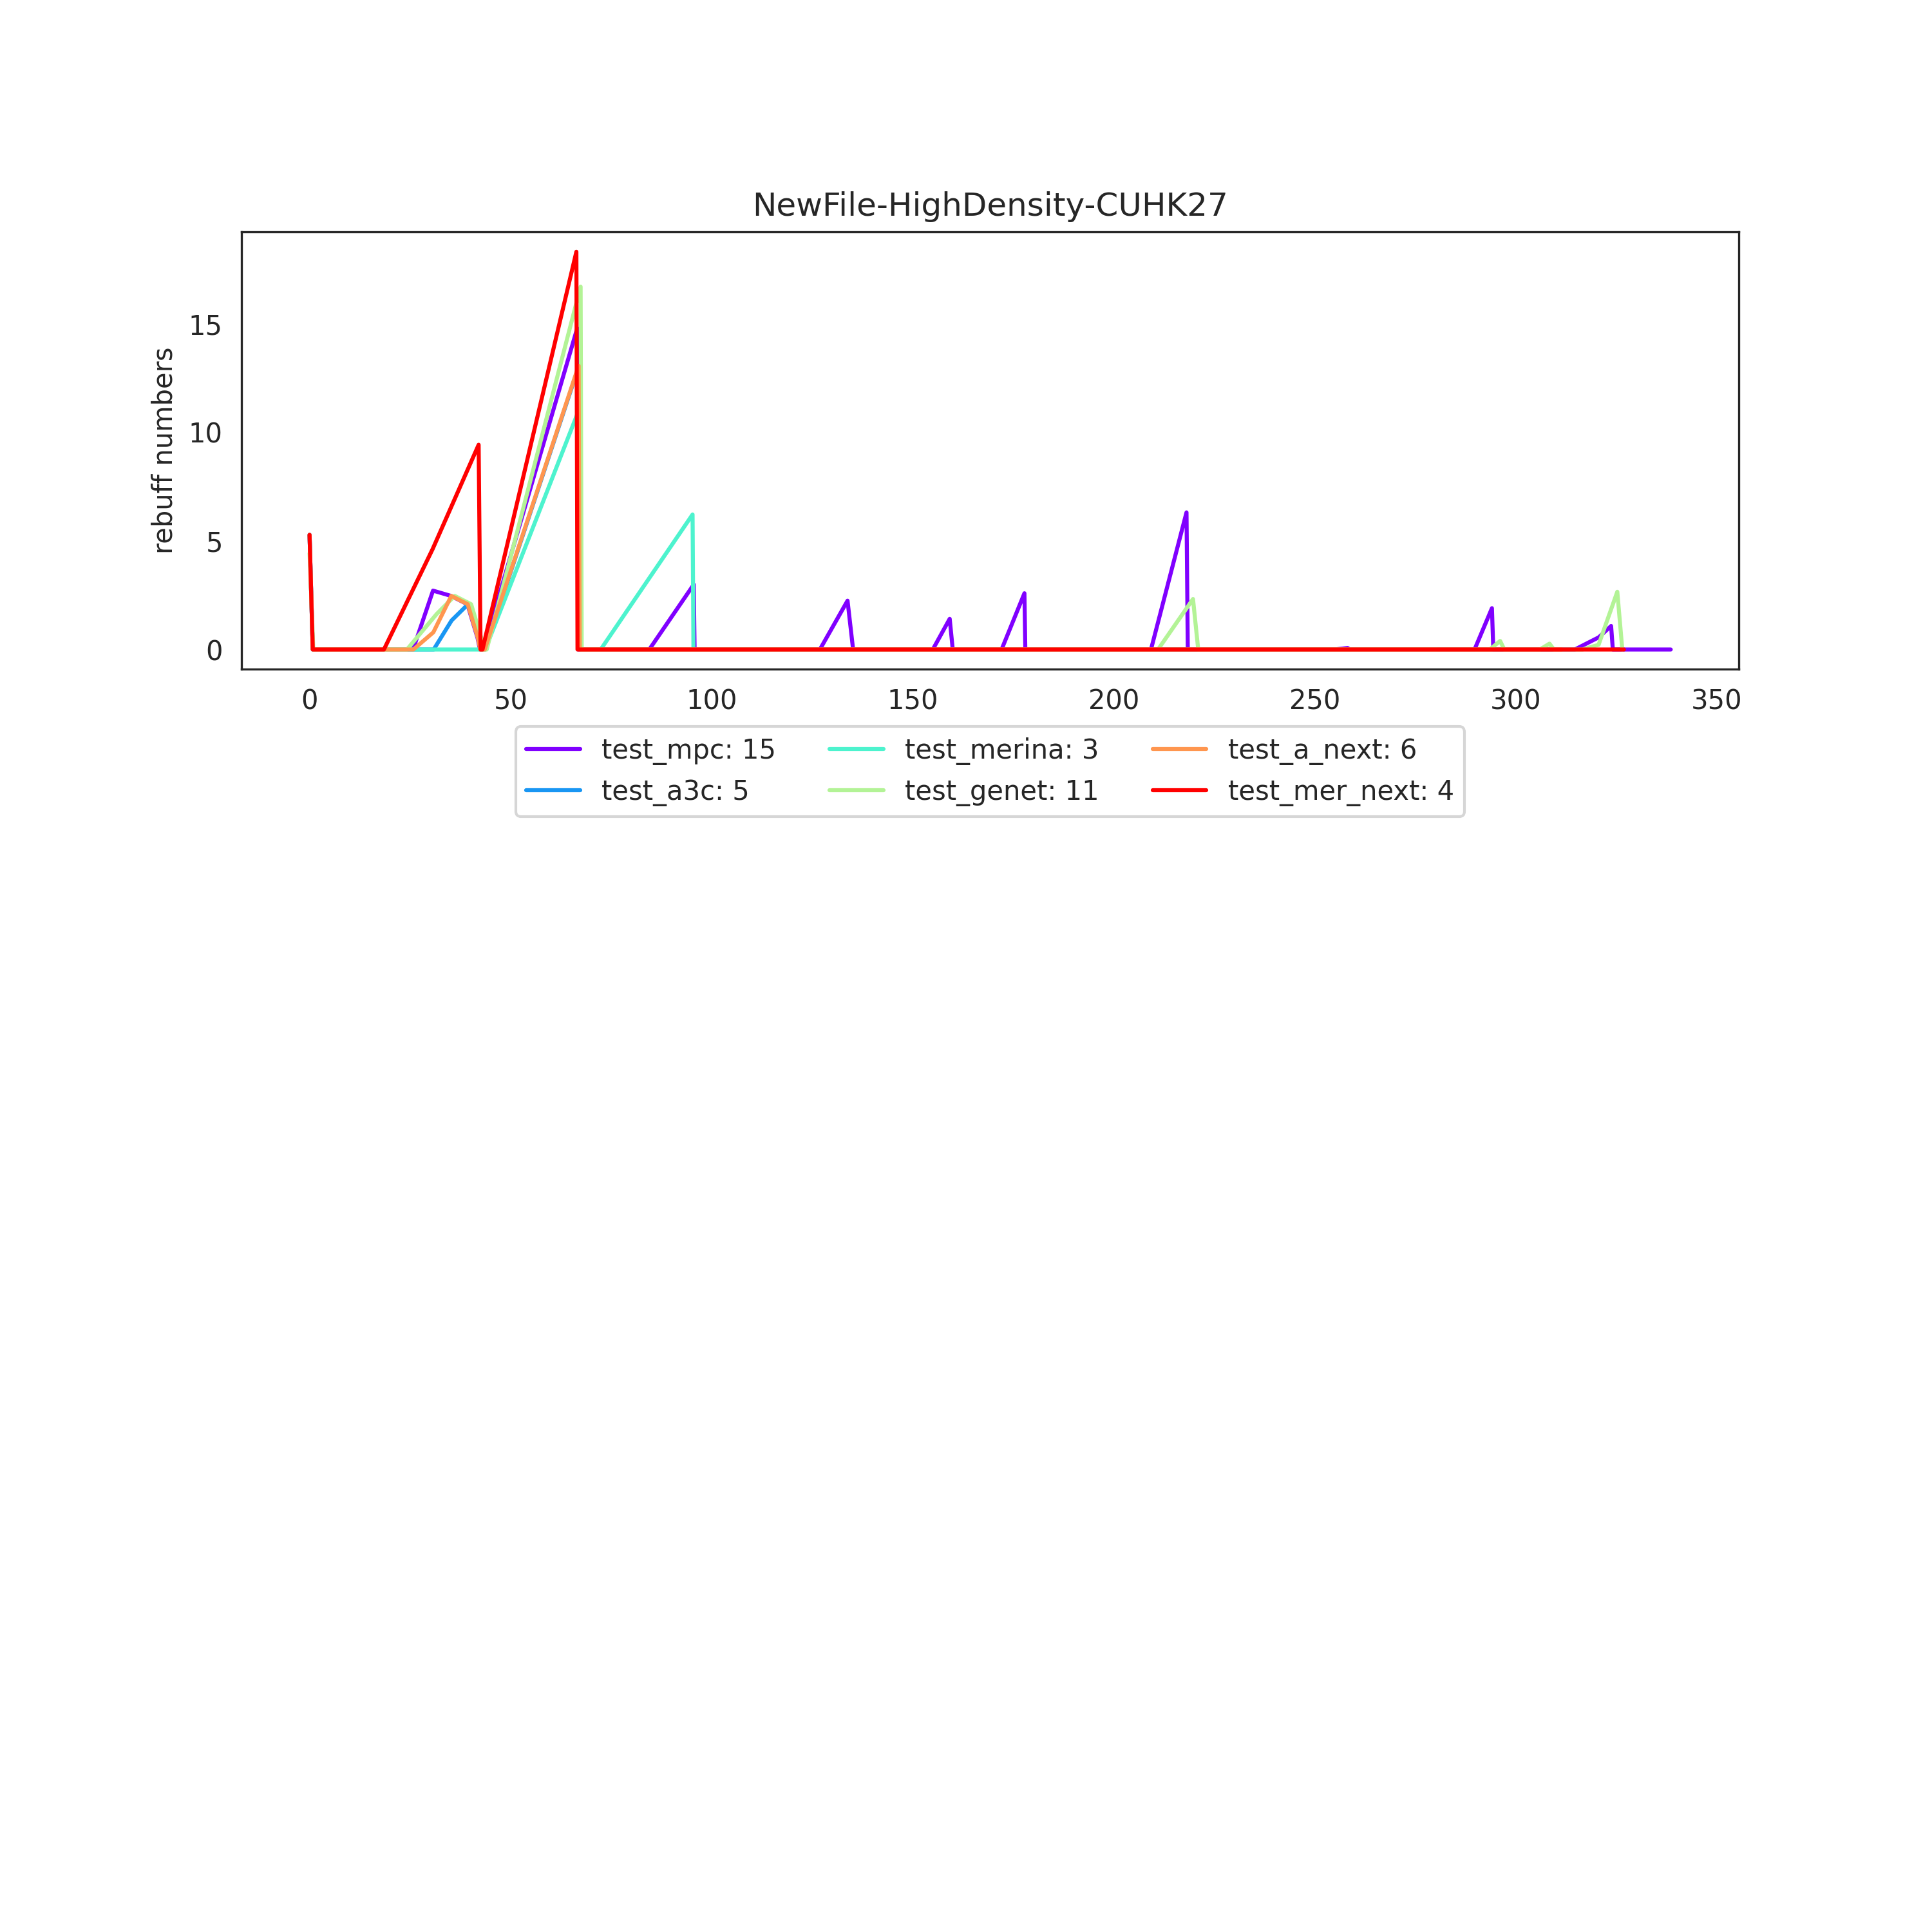 NewFile-HighDensity-CUHK27
rebuff numbers
15
10
5
0
0 50 100 150 200 250 300 350
test_mpc: 15 test_merina: 3 test_a_next: 6
test_a3c: 5 test_genet: 11 test_mer_next: 4